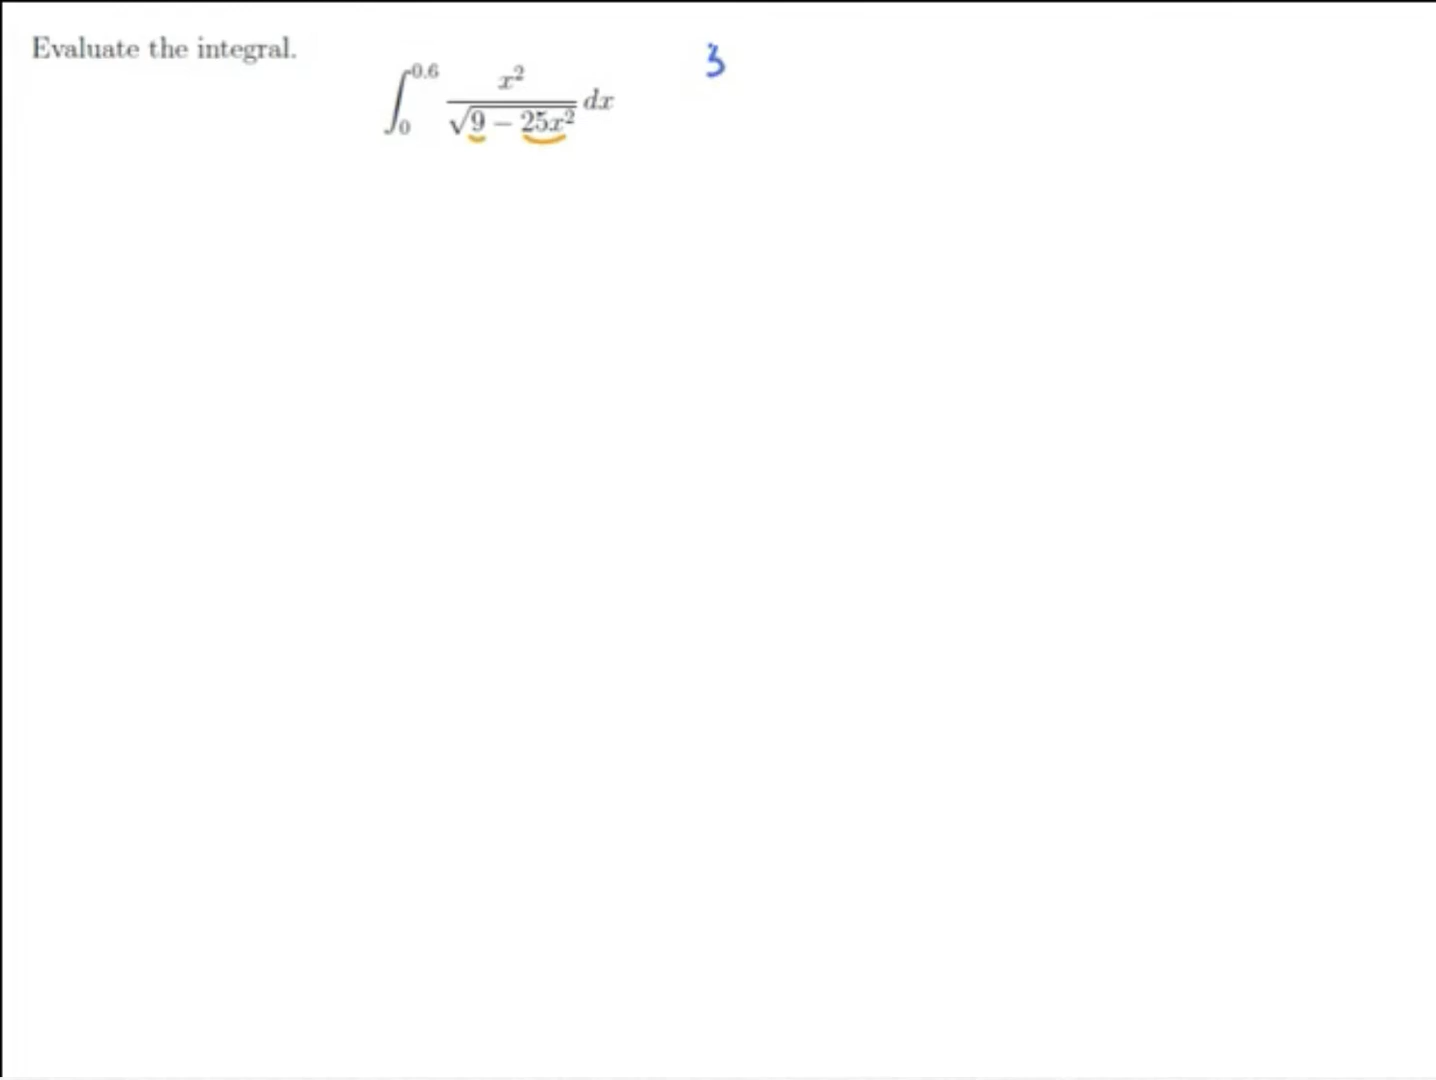 Evaluate the integral.
∫₀^0.6 x²/√(9 − 25x²) dx
3